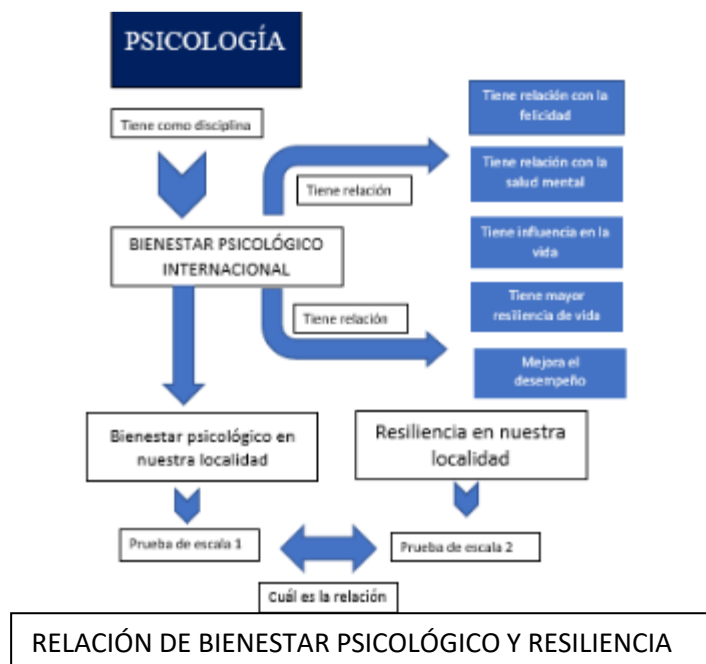 PSICOLOGÍA
Tiene como disciplina
BIENESTAR PSICOLÓGICO
INTERNACIONAL
Tiene relación
Tiene relación
Tiene relación con la
felicidad
Tiene relación con la
salud mental
Tiene influencia en la
vida
Tiene mayor
resiliencia de vida
Mejora el
desempeño
Bienestar psicológico en
nuestra localidad
Resiliencia en nuestra
localidad
Prueba de escala 1
Prueba de escala 2
Cuál es la relación
RELACIÓN DE BIENESTAR PSICOLÓGICO Y RESILIENCIA